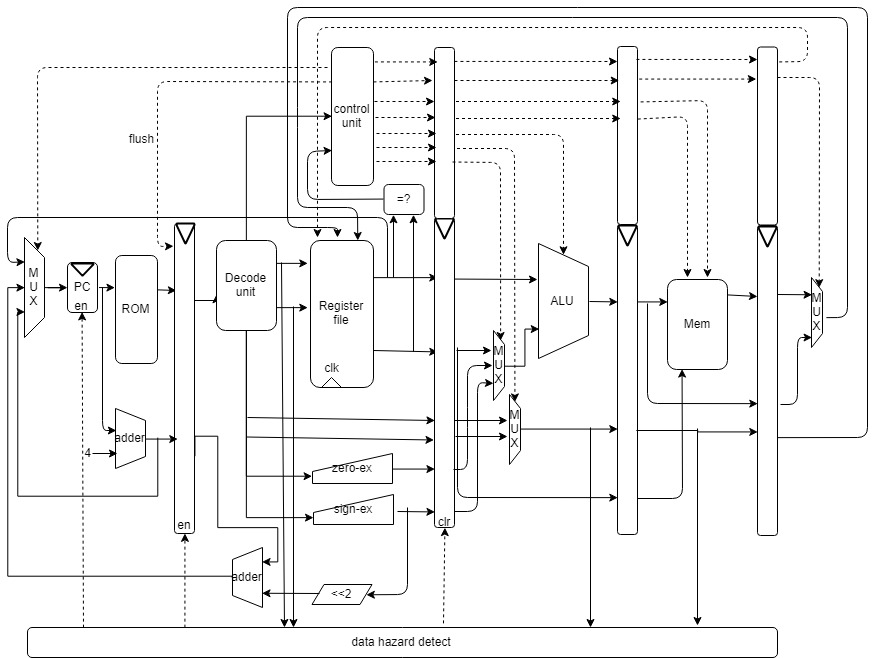 control
unit
flush
=?
M
U
X
PC
en
ROM
Decode
unit
Register
file
clk
ALU
Mem
M
U
X
M
U
X
M
U
X
adder
4
zero-ex
sign-ex
en
clr
adder
<<2
data hazard detect